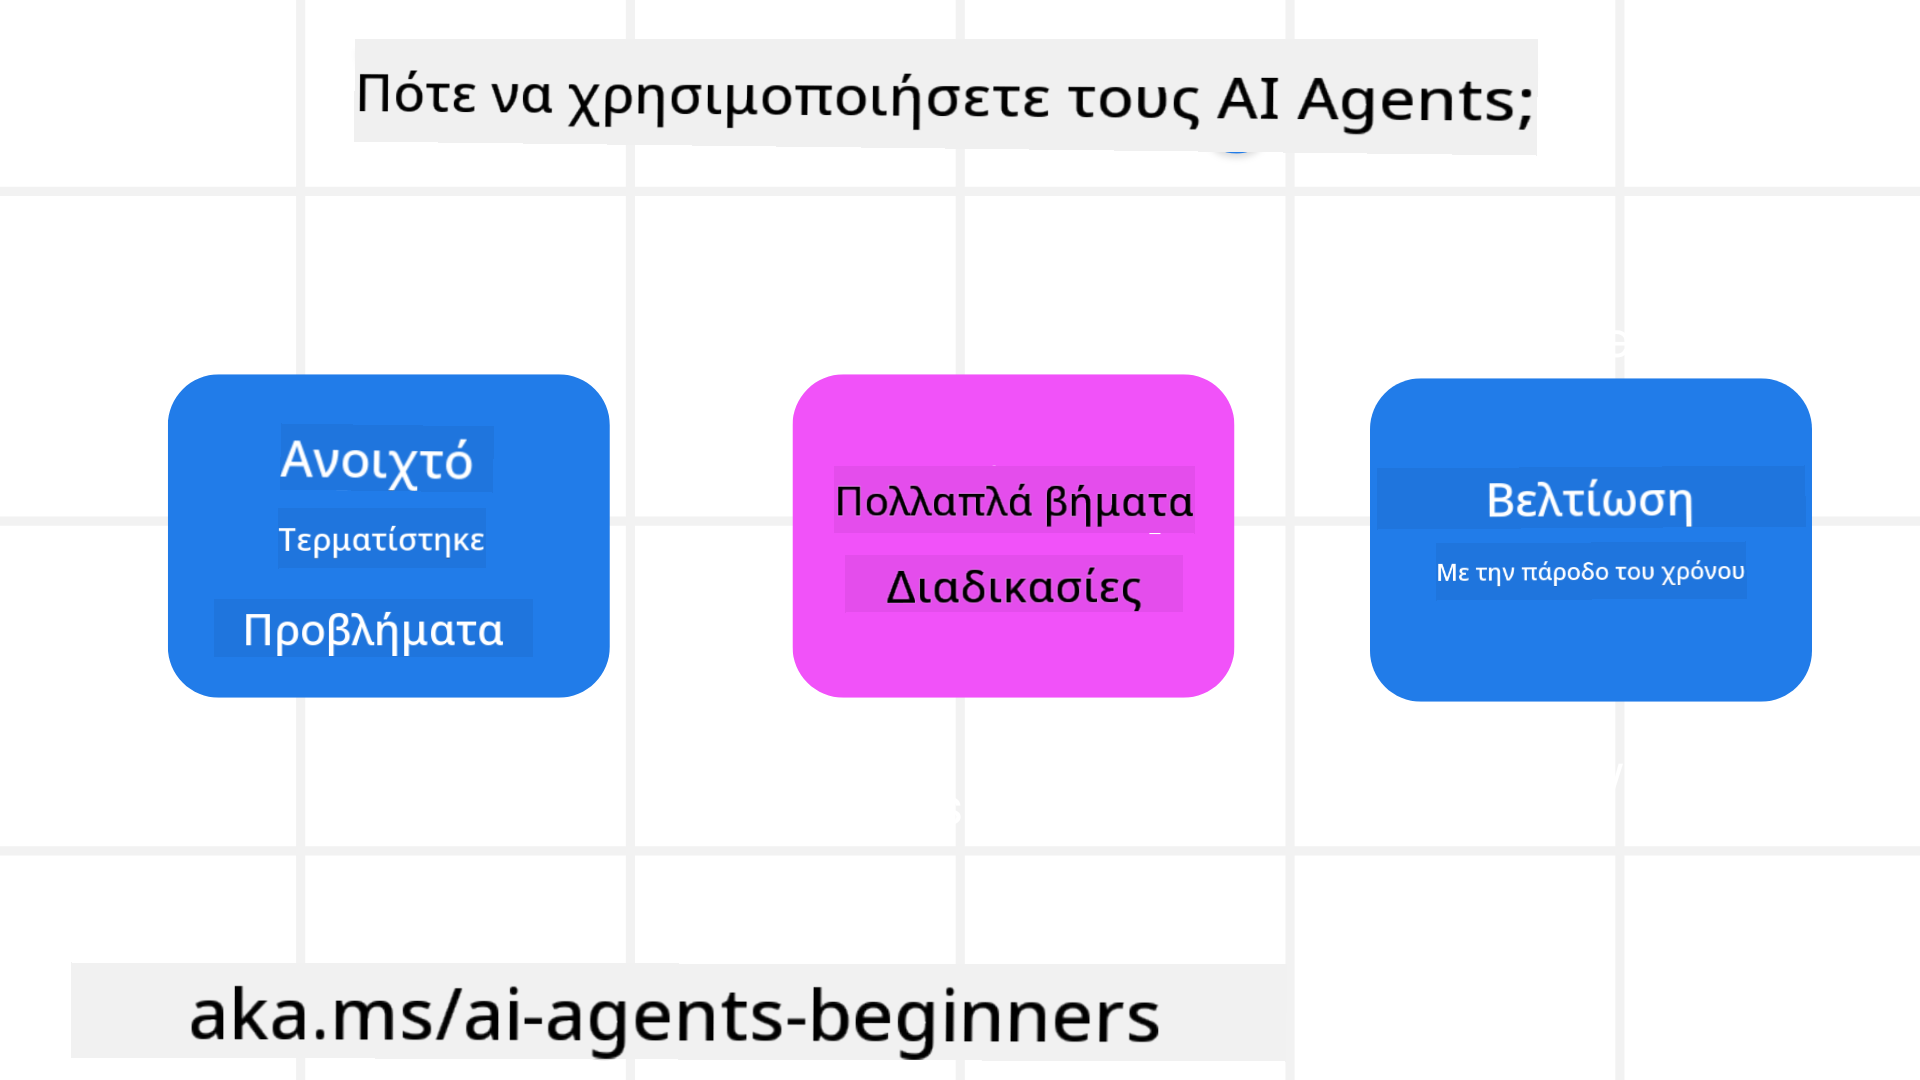 Πότε να χρησιμοποιήσετε τους AI Agents;
Ανοιχτό
Τερματίστηκε
Προβλήματα
Πολλαπλά βήματα
Διαδικασίες
Βελτίωση
Με την πάροδο του χρόνου
aka.ms/ai-agents-beginners